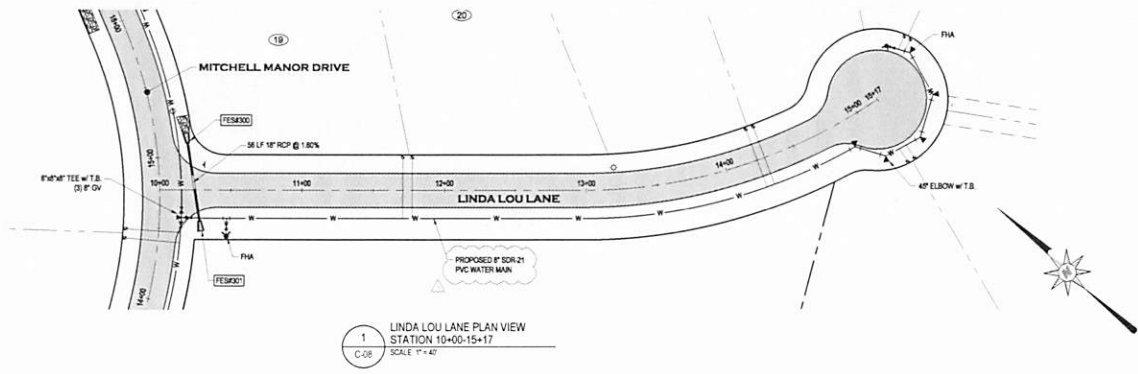 20
19
16+00
FHA
MITCHELL MANOR DRIVE
15+17
15+00
FES#300
56 LF 18" RCP @ 1.80%
15+00
14+00
8"x8"x8" TEE w/ T.B.
(3) 8" GV
10+00
11+00
12+00
13+00
45° ELBOW w/ T.B.
LINDA LOU LANE
W
W
W
W
W
W
W
W
FHA
PROPOSED 8" SDR-21
PVC WATER MAIN
FES#301
14+00
N
1
C-08
LINDA LOU LANE PLAN VIEW
STATION 10+00-15+17
SCALE: 1" = 40'